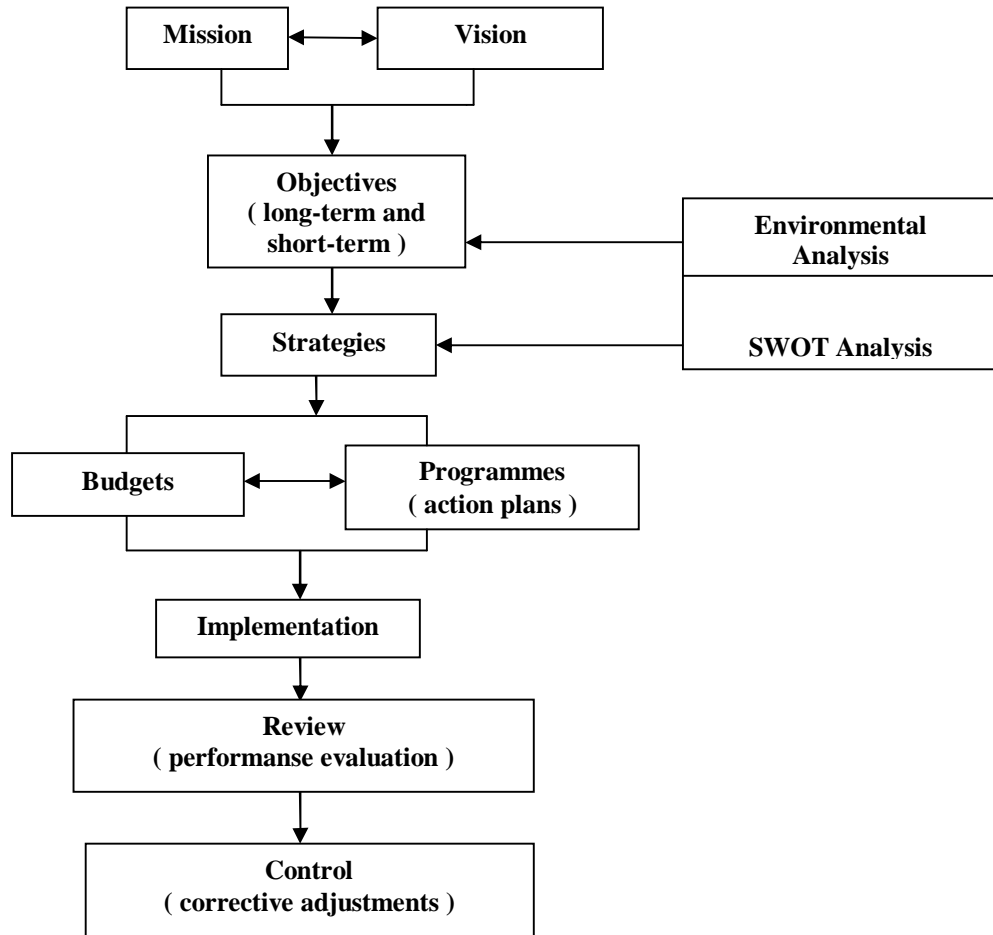 Mission
Vision
Objectives
( long-term and
short-term )
Environmental
Analysis
Strategies
SWOT Analysis
Budgets
Programmes
( action plans )
Implementation
Review
( performanse evaluation )
Control
( corrective adjustments )